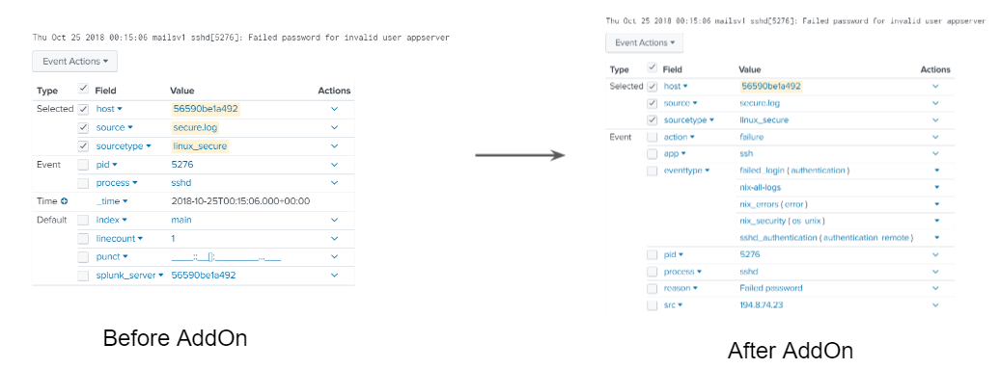 Thu Oct 25 2018 00:15:06 mailsv1 sshd[5276]: Failed password for invalid user appserver
Event Actions
Type Field Value Actions
Selected host 56590be1a492
source secure.log
sourcetype linux_secure
Event pid 5276
process sshd
Time _time 2018-10-25T00:15:06.000+00:00
Default index main
linecount 1
punct _____::__[]:__________...____
splunk_server 56590be1a492
Before AddOn
Thu Oct 25 2018 00:15:06 mailsv1 sshd[5276]: Failed password for invalid user appserver
Event Actions
Type Field Value Actions
Selected host 56590be1a492
source secure.log
sourcetype linux_secure
Event action failure
app ssh
eventtype failed_login ( authentication )
nix-all-logs
nix_errors ( error )
nix_security ( os unix )
sshd_authentication ( authentication remote )
pid 5276
process sshd
reason Failed password
src 194.8.74.23
After AddOn